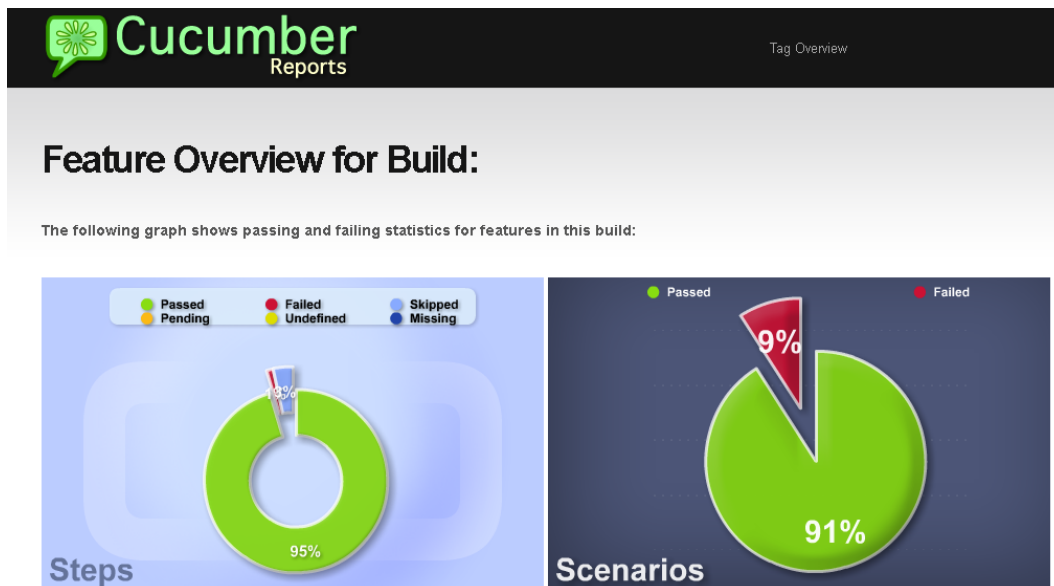 Cucumber
Reports
Tag Overview
Feature Overview for Build:
The following graph shows passing and failing statistics for features in this build:
Passed Failed Skipped
Pending Undefined Missing
95%
Steps
Passed Failed
9%
91%
Scenarios